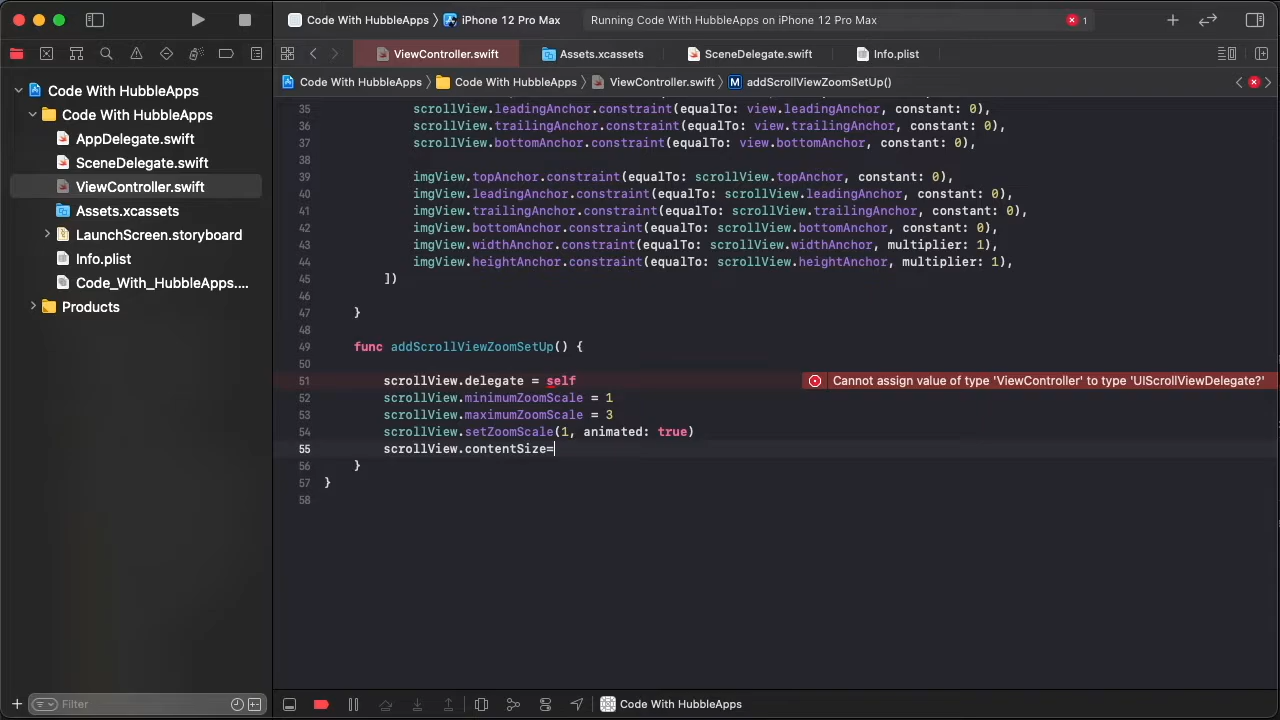 Code With HubbleApps
iPhone 12 Pro Max
Running Code With HubbleApps on iPhone 12 Pro Max
1
ViewController.swift
Assets.xcassets
SceneDelegate.swift
Info.plist
Code With HubbleApps
Code With HubbleApps
ViewController.swift
M addScrollViewZoomSetUp()
Code With HubbleApps
Code With HubbleApps
AppDelegate.swift
SceneDelegate.swift
ViewController.swift
Assets.xcassets
LaunchScreen.storyboard
Info.plist
Code_With_HubbleApps....
Products
35 scrollView.leadingAnchor.constraint(equalTo: view.leadingAnchor, constant: 0),
36 scrollView.trailingAnchor.constraint(equalTo: view.trailingAnchor, constant: 0),
37 scrollView.bottomAnchor.constraint(equalTo: view.bottomAnchor, constant: 0),
38
39 imgView.topAnchor.constraint(equalTo: scrollView.topAnchor, constant: 0),
40 imgView.leadingAnchor.constraint(equalTo: scrollView.leadingAnchor, constant: 0),
41 imgView.trailingAnchor.constraint(equalTo: scrollView.trailingAnchor, constant: 0),
42 imgView.bottomAnchor.constraint(equalTo: scrollView.bottomAnchor, constant: 0),
43 imgView.widthAnchor.constraint(equalTo: scrollView.widthAnchor, multiplier: 1),
44 imgView.heightAnchor.constraint(equalTo: scrollView.heightAnchor, multiplier: 1),
45 ])
46
47 }
48
49 func addScrollViewZoomSetUp() {
50
51 scrollView.delegate = self Cannot assign value of type 'ViewController' to type 'UIScrollViewDelegate?'
52 scrollView.minimumZoomScale = 1
53 scrollView.maximumZoomScale = 3
54 scrollView.setZoomScale(1, animated: true)
55 scrollView.contentSize=
56 }
57 }
58
Filter
Code With HubbleApps